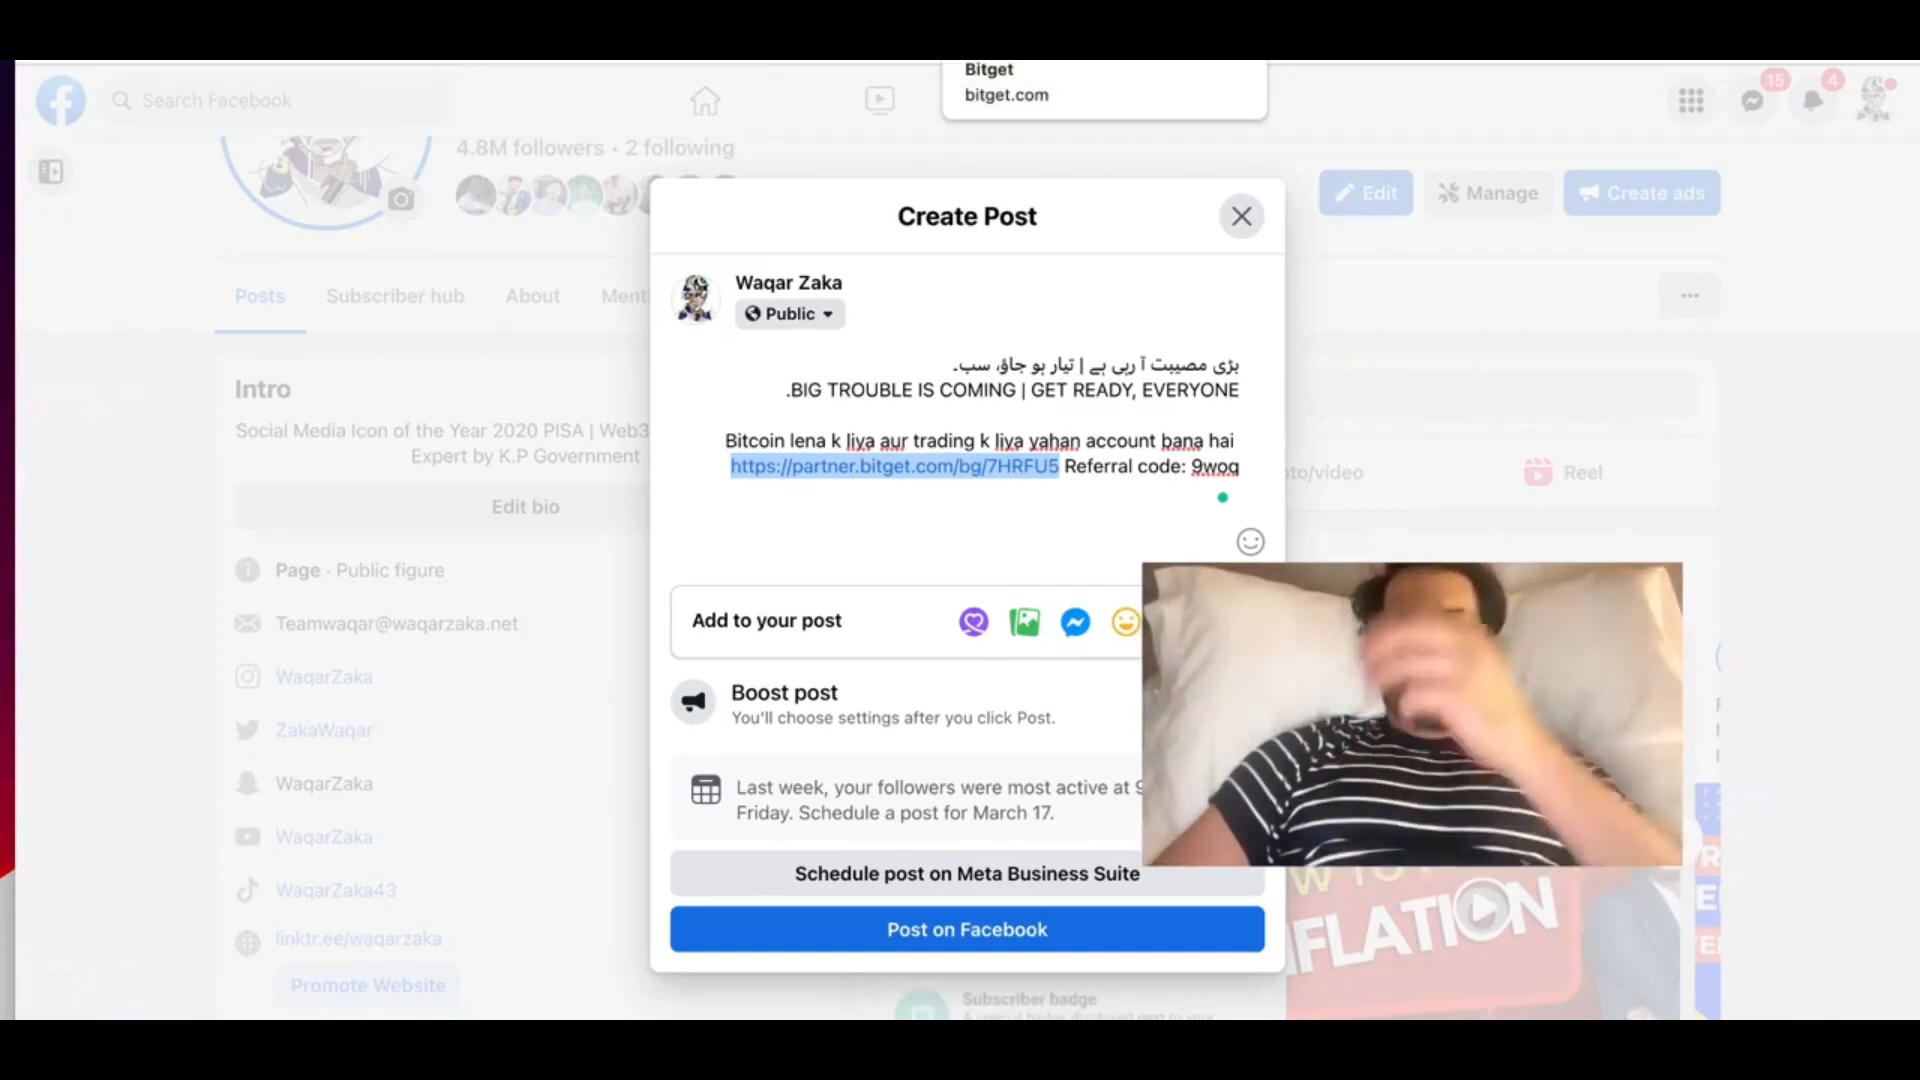 Bitget
bitget.com
Search Facebook
15
4
4.8M followers · 2 following
Edit
Manage
Create ads
Posts
Subscriber hub
About
Create Post
Waqar Zaka
Public
بڑی مصیبت آ رہی ہے | تیار ہو جاؤ، سب۔
.BIG TROUBLE IS COMING | GET READY, EVERYONE
Bitcoin lena k liya aur trading k liya yahan account bana hai
https://partner.bitget.com/bg/7HRFU5 Referral code: 9woq
Add to your post
Boost post
You'll choose settings after you click Post.
Last week, your followers were most active at 9
Friday. Schedule a post for March 17.
Schedule post on Meta Business Suite
Post on Facebook
Intro
Social Media Icon of the Year 2020 PISA | Web3
Expert by K.P Government
Edit bio
Page · Public figure
Teamwaqar@waqarzaka.net
WaqarZaka
ZakaWaqar
WaqarZaka
WaqarZaka
WaqarZaka43
linktr.ee/waqarzaka
Promote Website
Reel
Subscriber badge